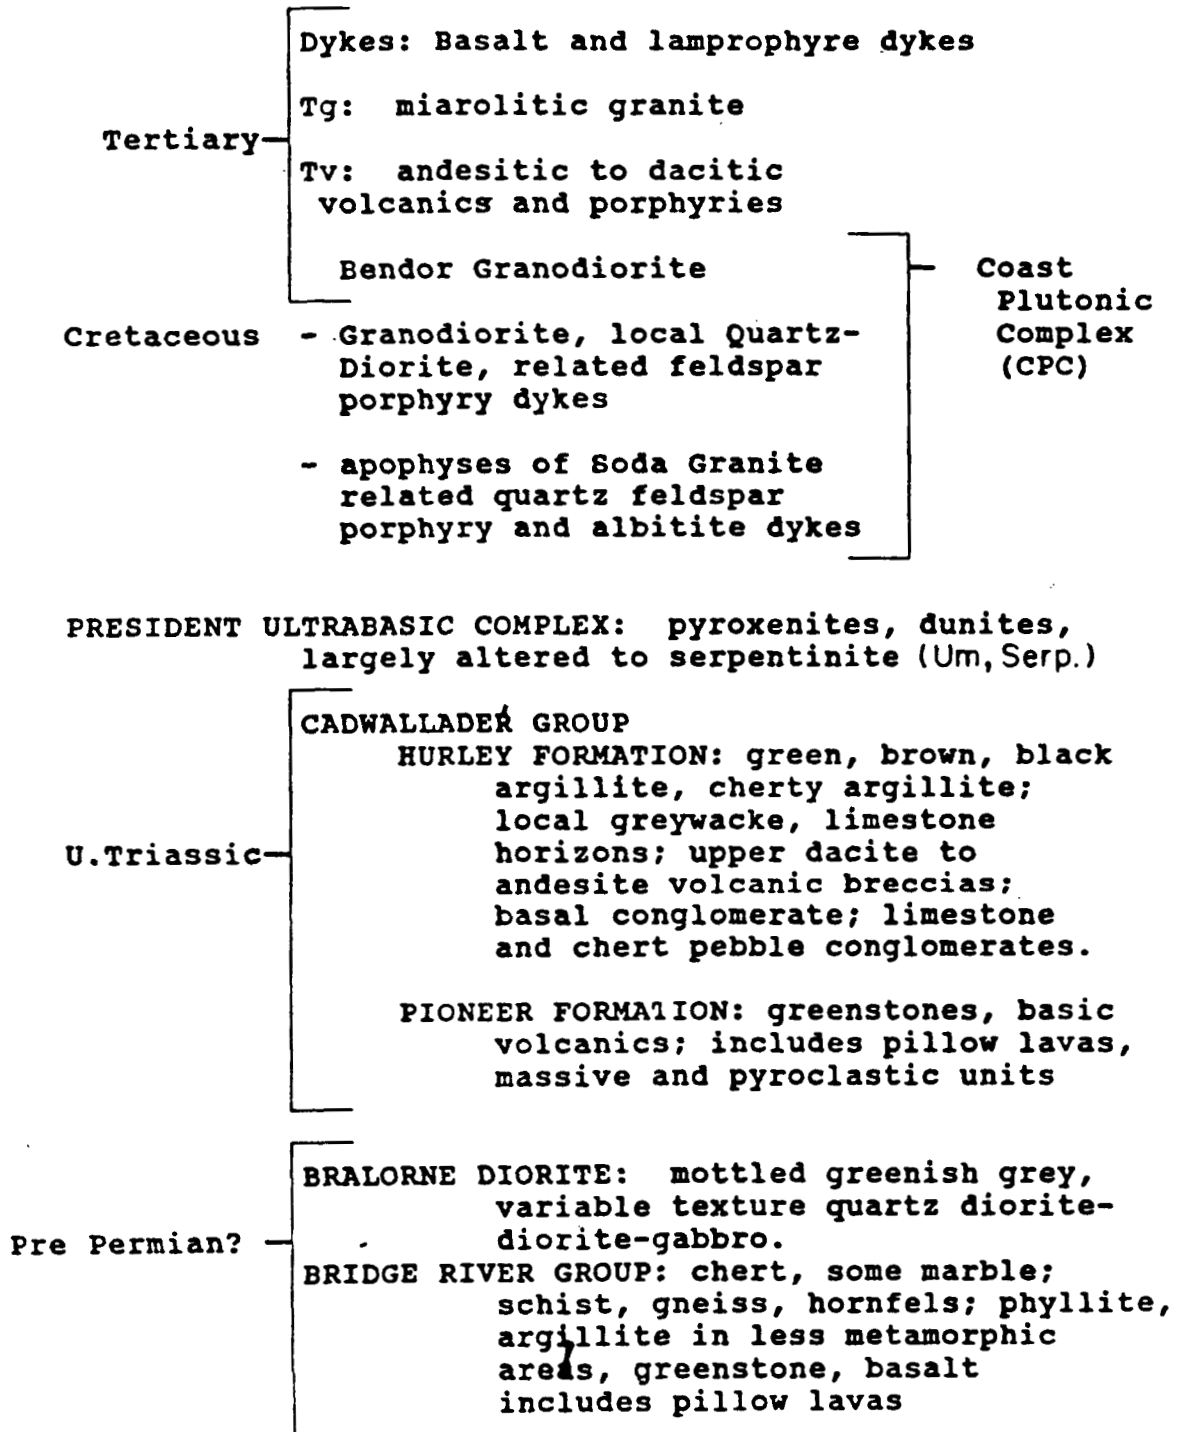 Dykes: Basalt and lamprophyre dykes
Tg: miarolitic granite
Tertiary
Tv: andesitic to dacitic
volcanics and porphyries
Bendor Granodiorite
Coast
Plutonic
Complex
(CPC)
Cretaceous - Granodiorite, local Quartz-
Diorite, related feldspar
porphyry dykes
- apophyses of Soda Granite
related quartz feldspar
porphyry and albitite dykes
PRESIDENT ULTRABASIC COMPLEX: pyroxenites, dunites,
largely altered to serpentinite (Um, Serp.)
CADWALLADER GROUP
HURLEY FORMATION: green, brown, black
argillite, cherty argillite;
local greywacke, limestone
U.Triassic
horizons; upper dacite to
andesite volcanic breccias;
basal conglomerate; limestone
and chert pebble conglomerates.
PIONEER FORMATION: greenstones, basic
volcanics; includes pillow lavas,
massive and pyroclastic units
BRALORNE DIORITE: mottled greenish grey,
variable texture quartz diorite-
Pre Permian?
diorite-gabbro.
BRIDGE RIVER GROUP: chert, some marble;
schist, gneiss, hornfels; phyllite,
argillite in less metamorphic
areas, greenstone, basalt
includes pillow lavas